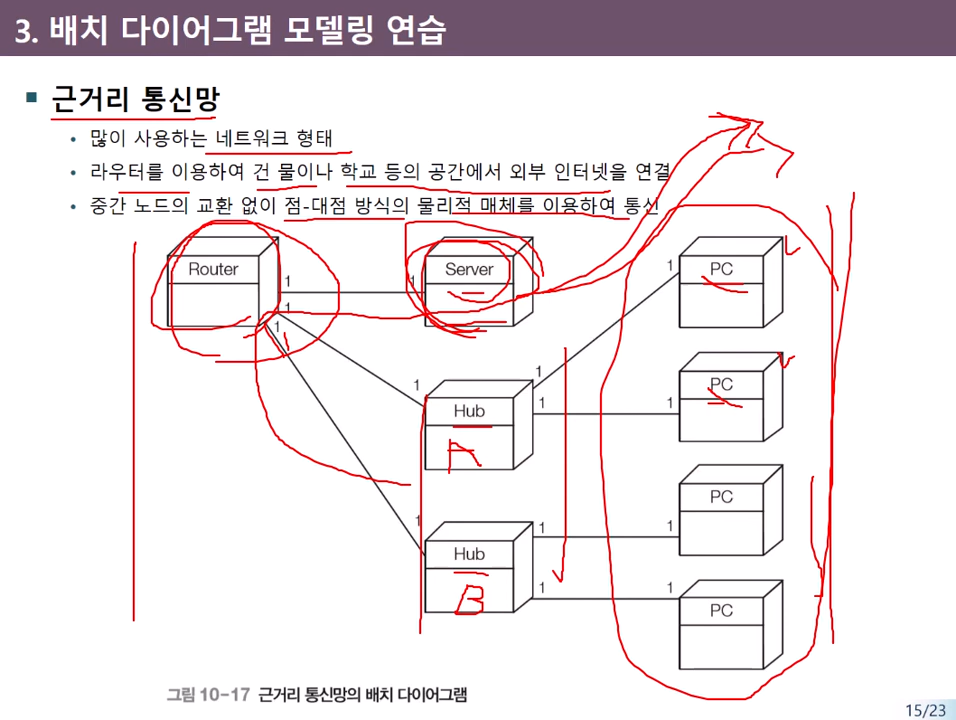 3. 배치 다이어그램 모델링 연습
근거리 통신망
• 많이 사용하는 네트워크 형태
• 라우터를 이용하여 건 물이나 학교 등의 공간에서 외부 인터넷을 연결
• 중간 노드의 교환 없이 점-대점 방식의 물리적 매체를 이용하여 통신
Router
Server
PC
1
1
1
1
1
PC
1
1
Hub
1
1
A
PC
1
1
1
Hub
1
1
B
PC
그림 10-17 근거리 통신망의 배치 다이어그램
15/23